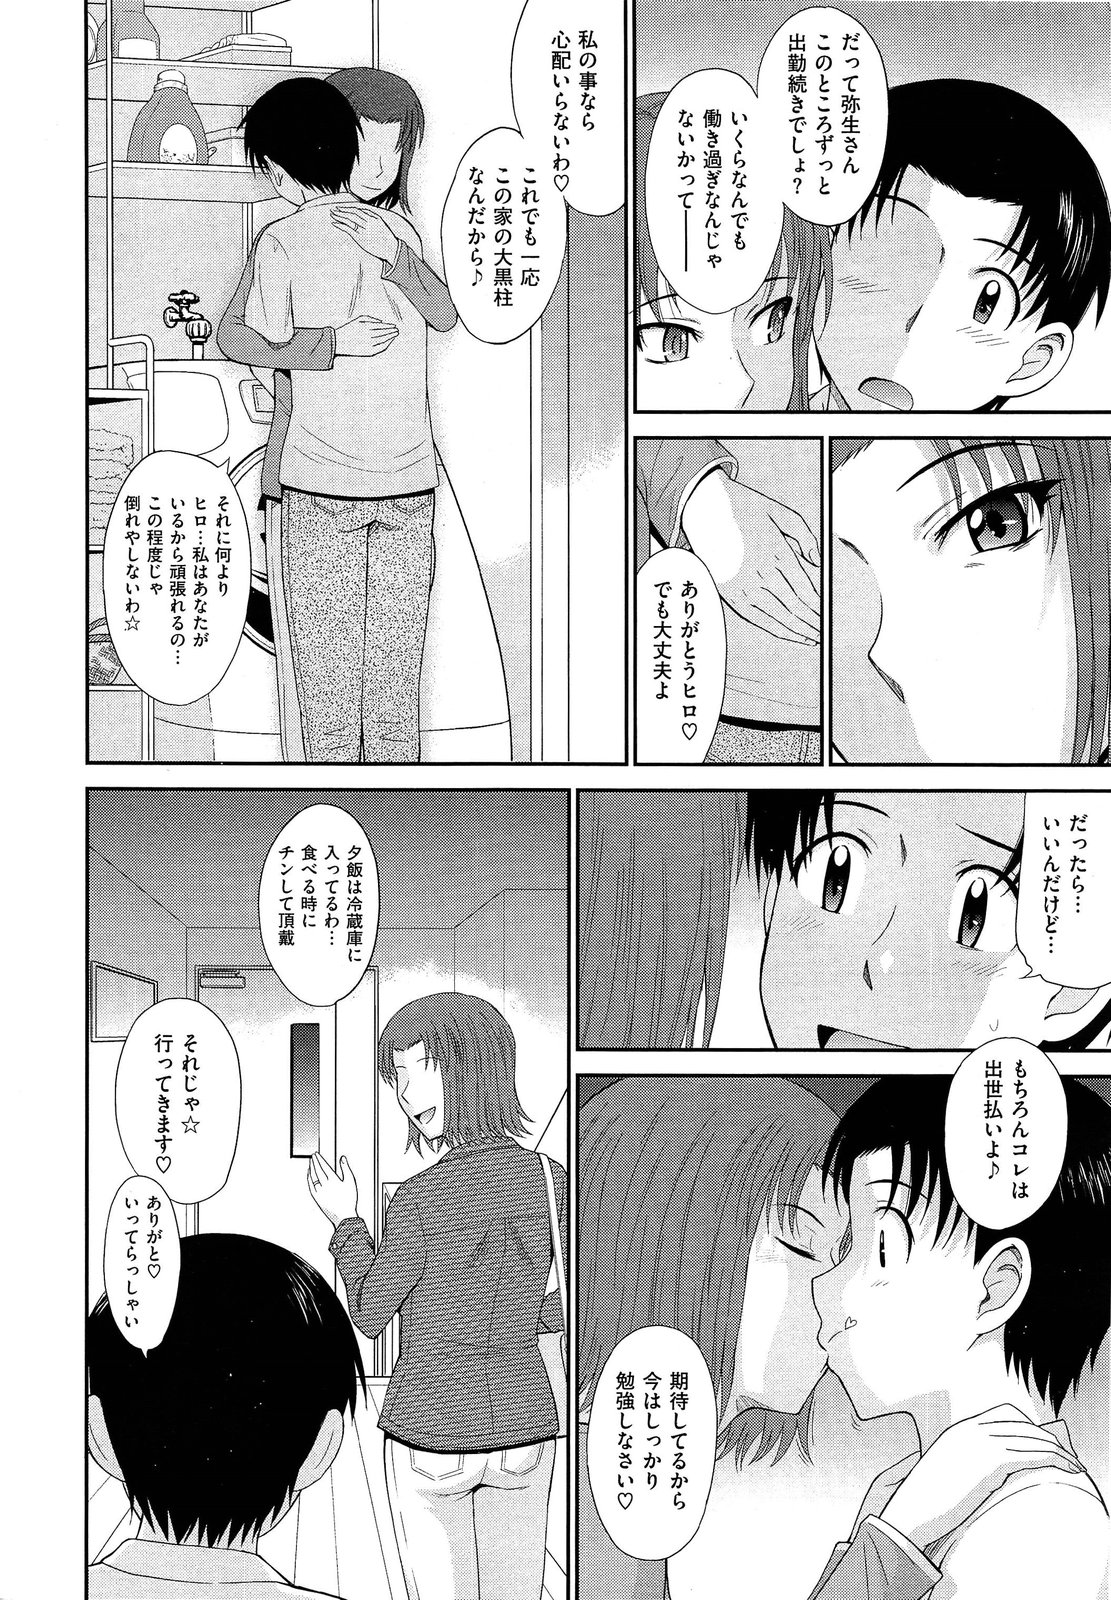 だって弥生さん
このところずっと
出勤続きでしょ？
いくらなんでも
働き過ぎなんじゃ
ないかって――
ありがとうヒロ♡
でも大丈夫よ
私の事なら
心配いらないわ♡
これでも一応
この家の大黒柱
なんだから♪
それに何より
ヒロ…私はあなたが
いるから頑張れるの…
この程度じゃ
倒れやしないわ☆
だったら…
いいんだけど…
もちろんコレは
出世払いよ♪
期待してるから
今はしっかり
勉強しなさい♡
夕飯は冷蔵庫に
入ってるわ…
食べる時に
チンして頂戴
それじゃ☆
行ってきます♡
ありがと♡
いってらっしゃい